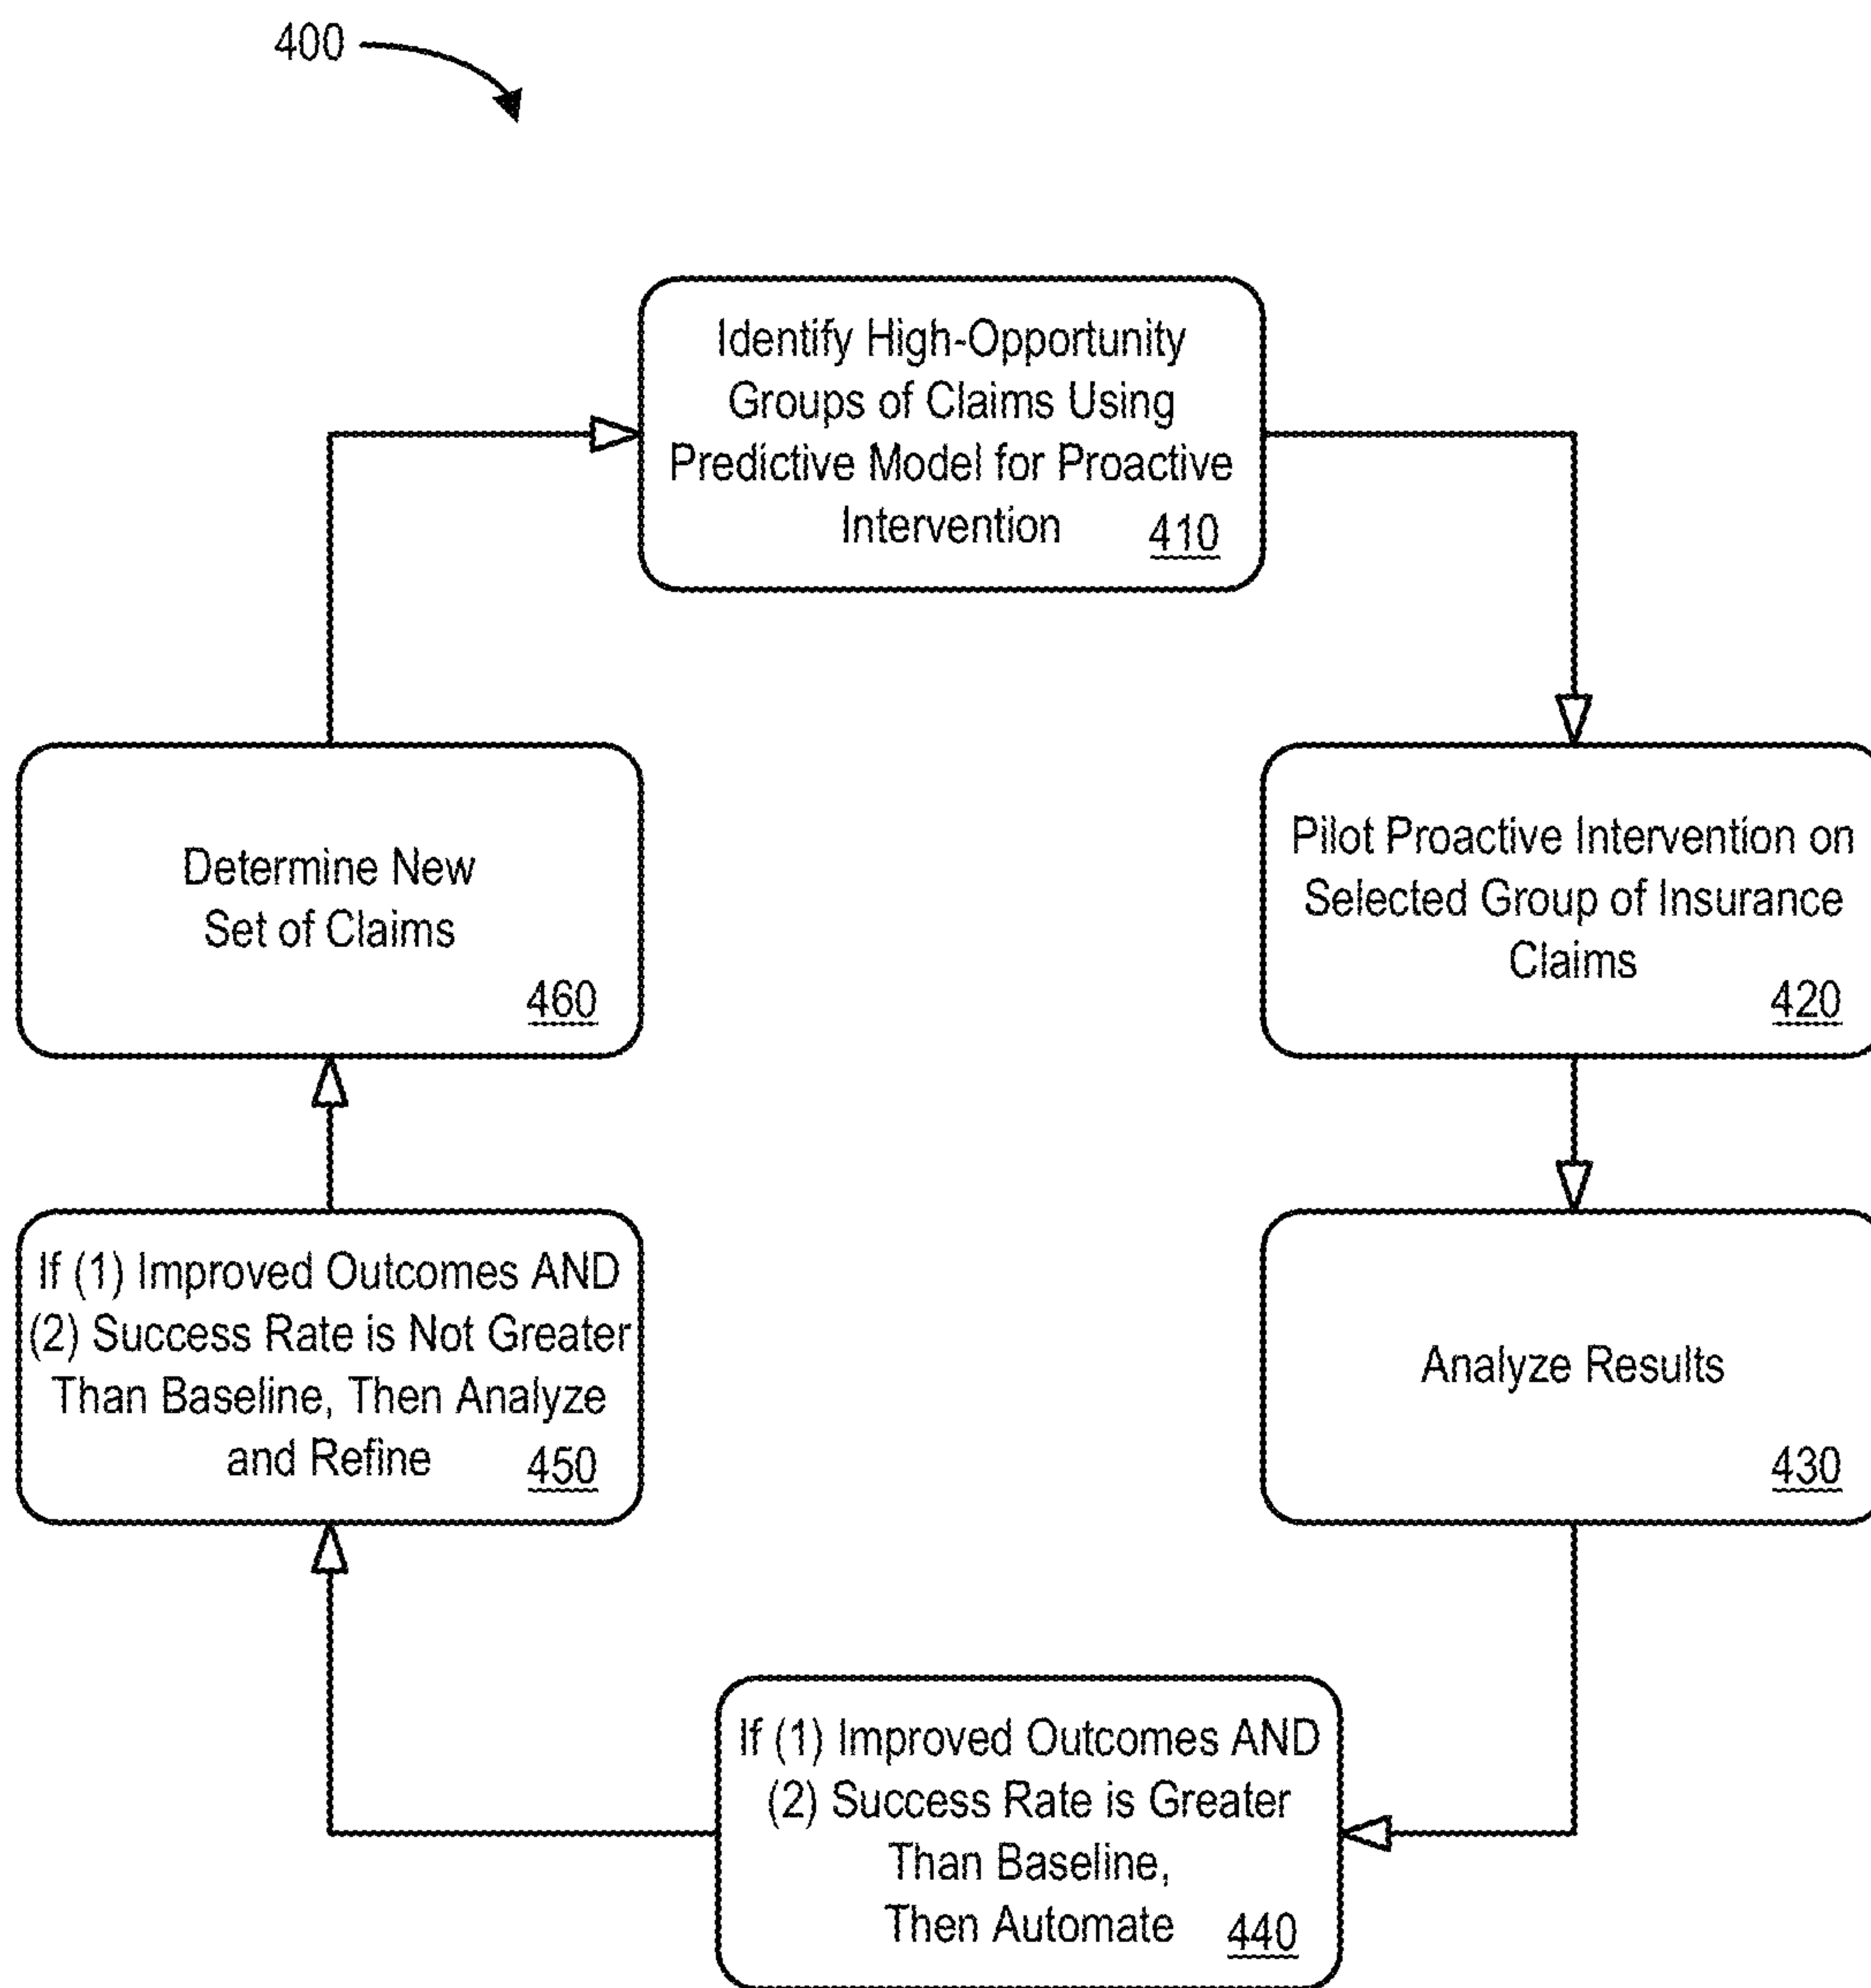 400
Identify High-Opportunity
Groups of Claims Using
Predictive Model for Proactive
Intervention 410
Pilot Proactive Intervention on
Selected Group of Insurance
Claims
420
Analyze Results
430
If (1) Improved Outcomes AND
(2) Success Rate is Greater
Than Baseline,
Then Automate 440
If (1) Improved Outcomes AND
(2) Success Rate is Not Greater
Than Baseline, Then Analyze
and Refine 450
Determine New
Set of Claims
460